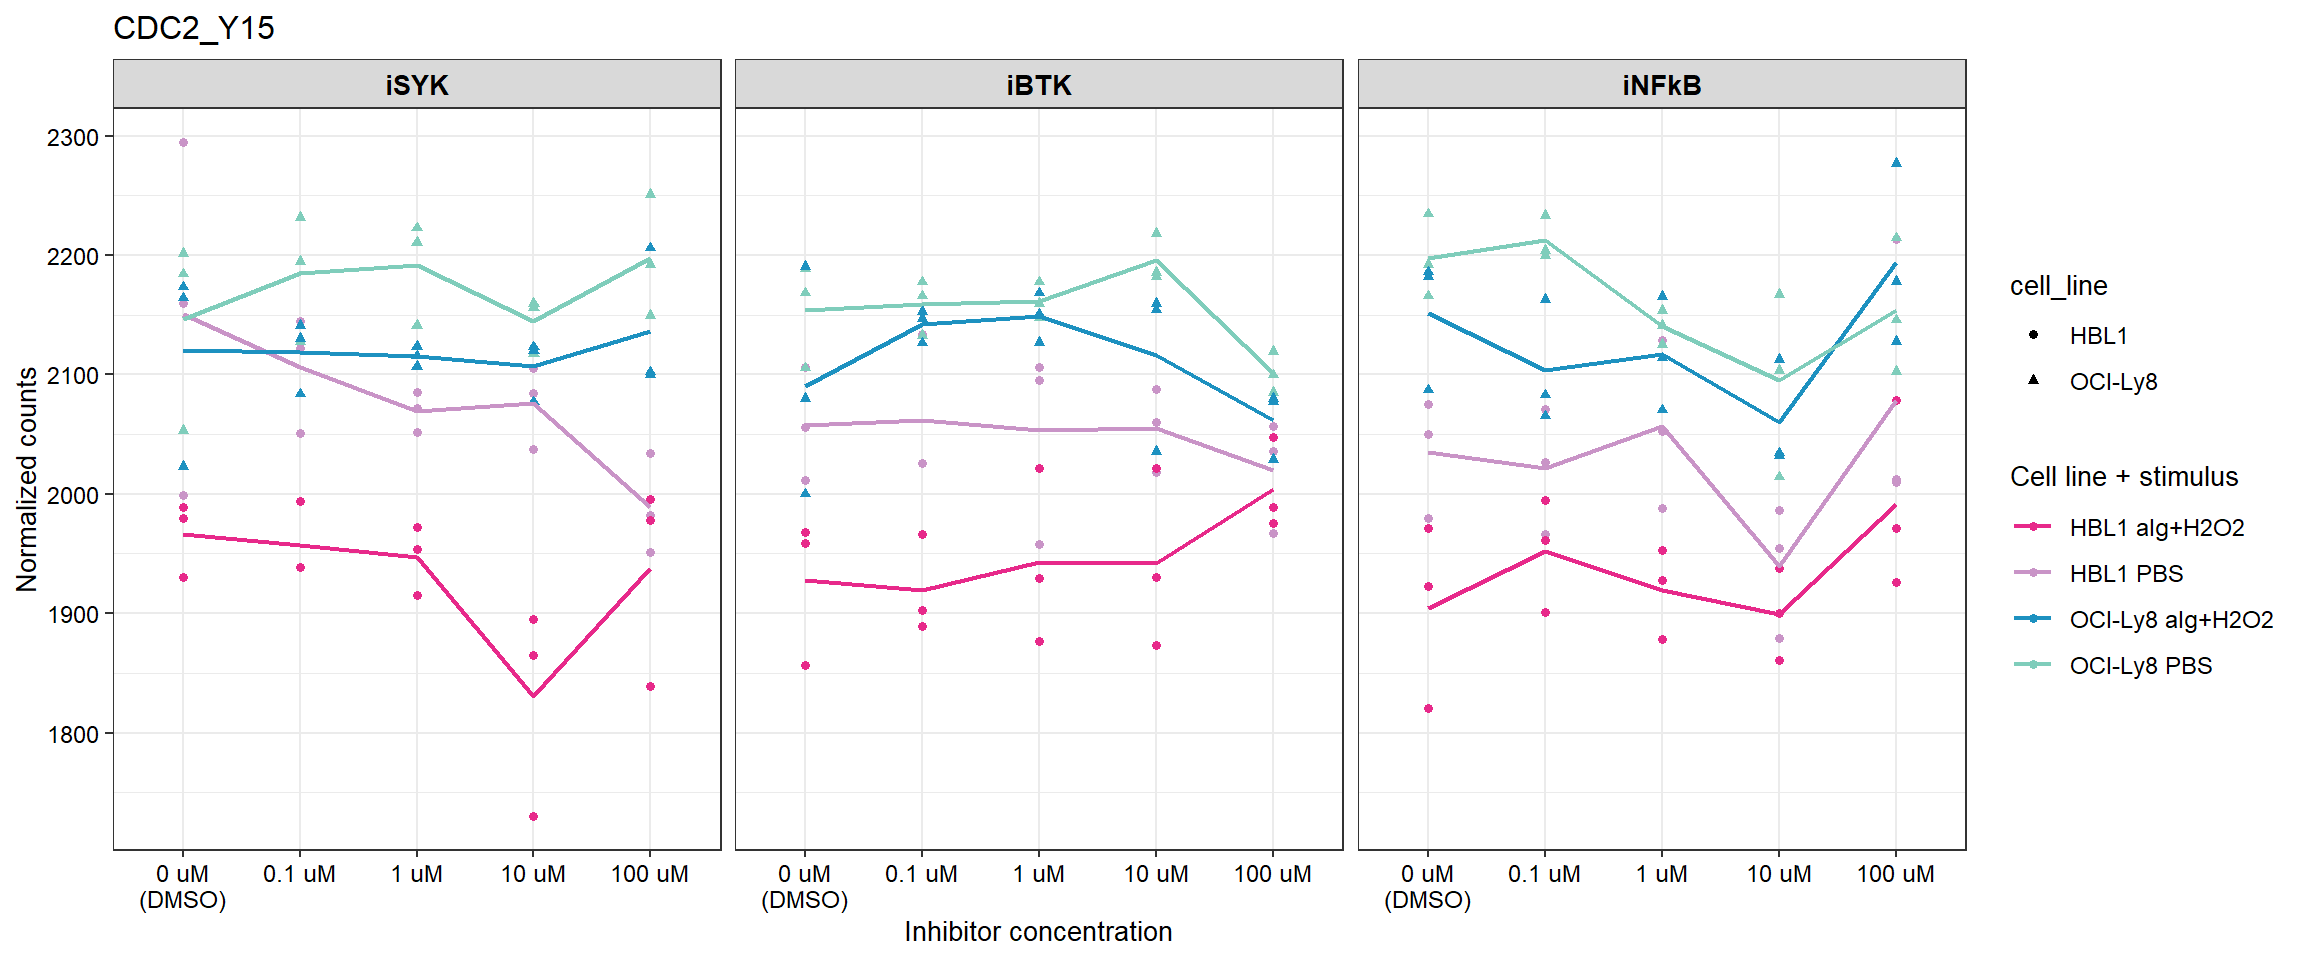 CDC2_Y15
iSYK
iBTK
iNFkB
Normalized counts
2300
2200
2100
2000
1900
1800
0 uM
(DMSO)
0.1 uM
1 uM
10 uM
100 uM
0 uM
(DMSO)
0.1 uM
1 uM
10 uM
100 uM
0 uM
(DMSO)
0.1 uM
1 uM
10 uM
100 uM
Inhibitor concentration
cell_line
HBL1
OCI-Ly8
Cell line + stimulus
HBL1 aIg+H2O2
HBL1 PBS
OCI-Ly8 aIg+H2O2
OCI-Ly8 PBS